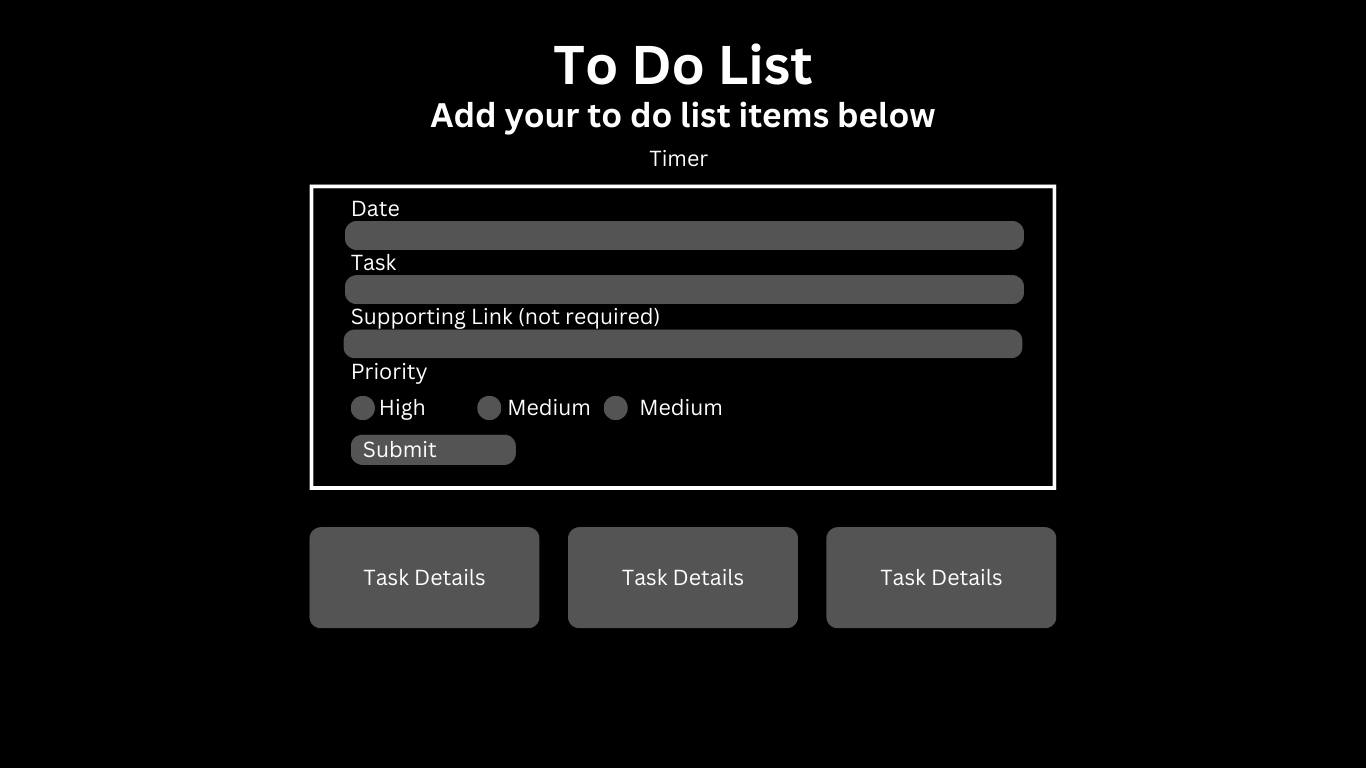 To Do List
Add your to do list items below
Timer
Date
Task
Supporting Link (not required)
Priority
High Medium Medium
Submit
Task Details Task Details Task Details